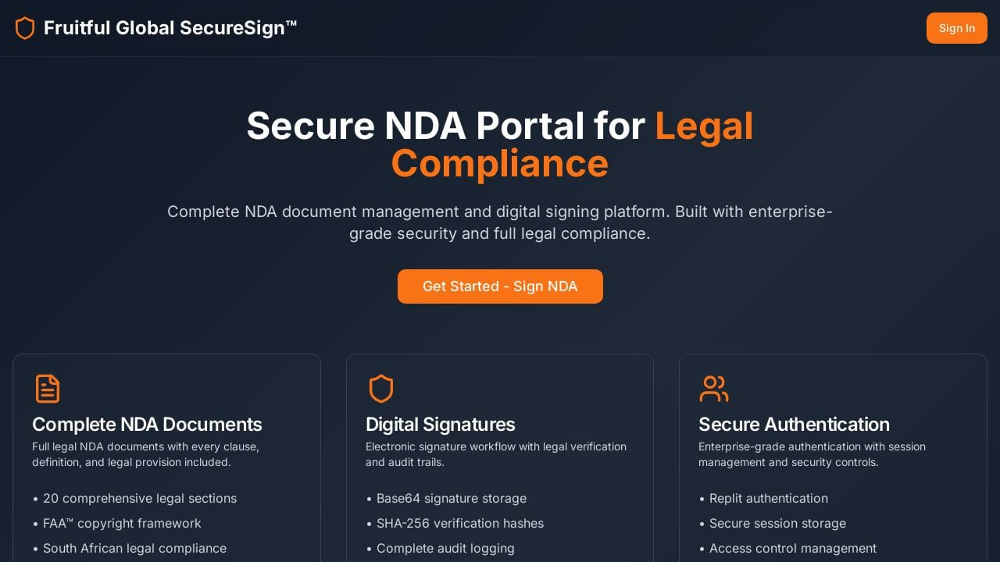 Fruitful Global SecureSign™
Sign In
Secure NDA Portal for Legal
Compliance
Complete NDA document management and digital signing platform. Built with enterprise-
grade security and full legal compliance.
Get Started - Sign NDA
Complete NDA Documents
Full legal NDA documents with every clause,
definition, and legal provision included.
• 20 comprehensive legal sections
• FAA™ copyright framework
• South African legal compliance
Digital Signatures
Electronic signature workflow with legal verification
and audit trails.
• Base64 signature storage
• SHA-256 verification hashes
• Complete audit logging
Secure Authentication
Enterprise-grade authentication with session
management and security controls.
• Replit authentication
• Secure session storage
• Access control management